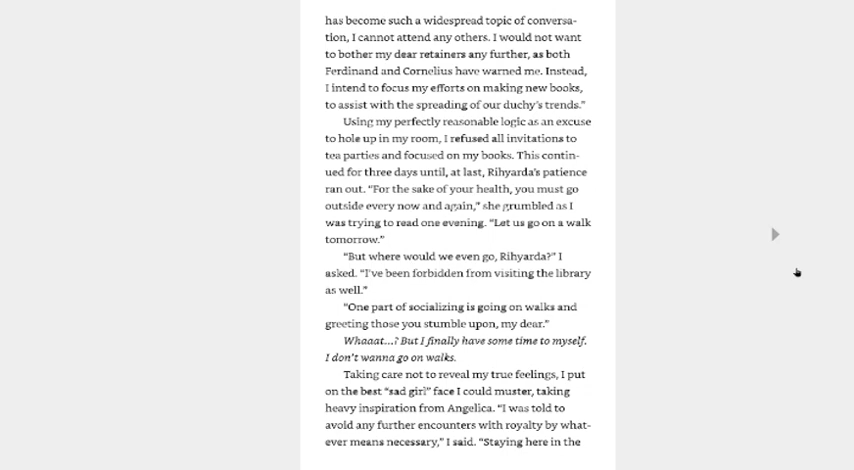 has become such a widespread topic of conversa-
tion, I cannot attend any others. I would not want
to bother my dear retainers any further, as both
Ferdinand and Cornelius have warned me. Instead,
I intend to focus my efforts on making new books,
to assist with the spreading of our duchy's trends."
Using my perfectly reasonable logic as an excuse
to hole up in my room, I refused all invitations to
tea parties and focused on my books. This contin-
ued for three days until, at last, Rihyarda's patience
ran out. "For the sake of your health, you must go
outside every now and again," she grumbled as I
was trying to read one evening. "Let us go on a walk
tomorrow."
"But where would we even go, Rihyarda?" I
asked. "I've been forbidden from visiting the library
as well."
"One part of socializing is going on walks and
greeting those you stumble upon, my dear."
Whaaat...? But I finally have some time to myself.
I don't wanna go on walks.
Taking care not to reveal my true feelings, I put
on the best "sad girl" face I could muster, taking
heavy inspiration from Angelica. "I was told to
avoid any further encounters with royalty by what-
ever means necessary," I said. "Staying here in the